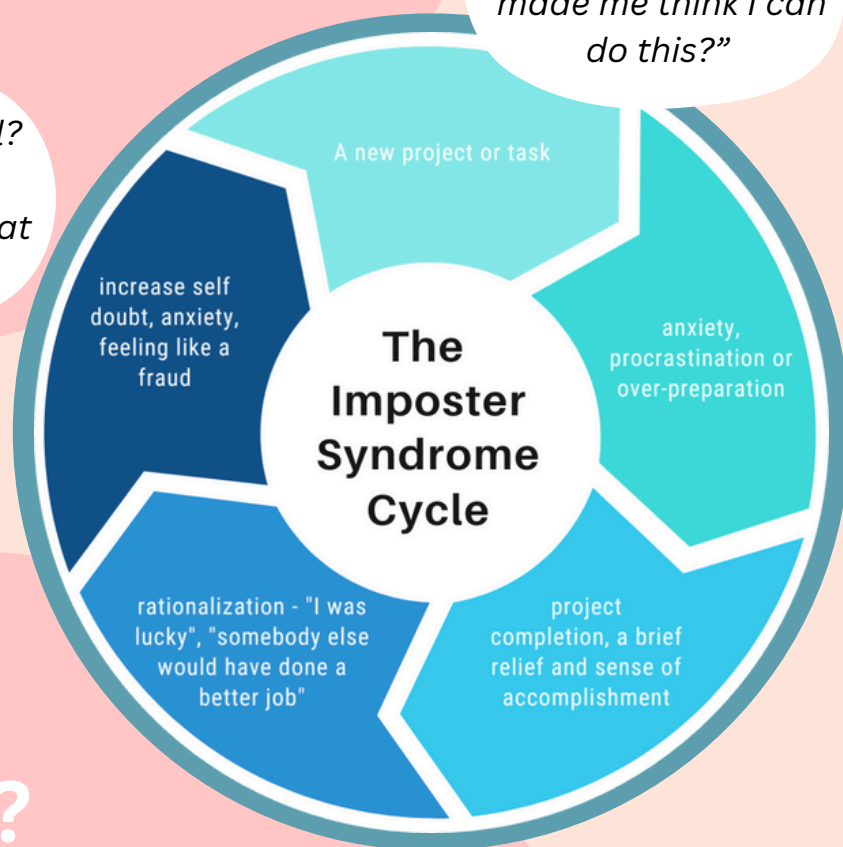 made me think I can
do this?”
?
at
A new project or task
anxiety,
procrastination or
over-preparation
project
completion, a brief
relief and sense of
accomplishment
rationalization - "I was
lucky", "somebody else
would have done a
better job"
increase self
doubt, anxiety,
feeling like a
fraud
The
Imposter
Syndrome
Cycle
?